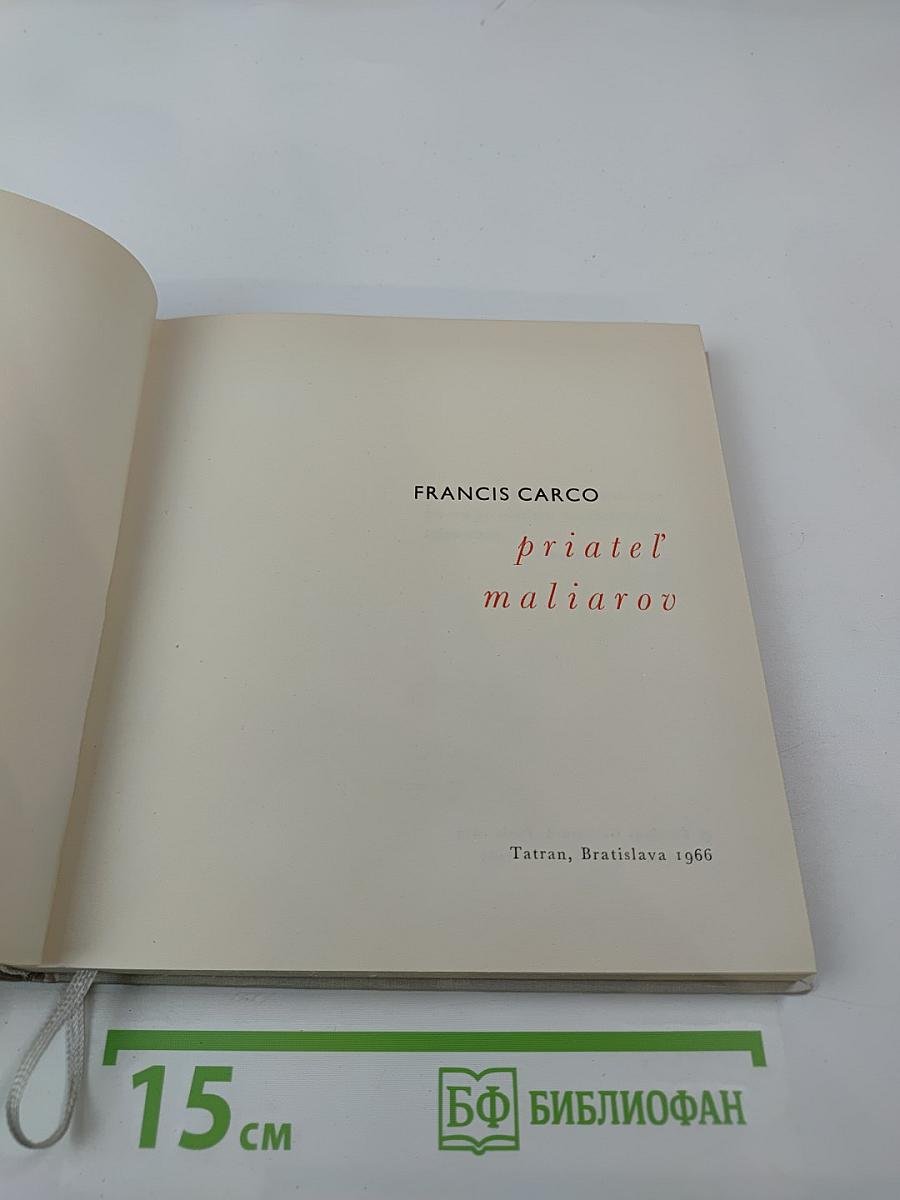 FRANCIS CARCO
priateľ
maliarov
Tatran, Bratislava 1966
15 см
БФ БИБЛИОФАН